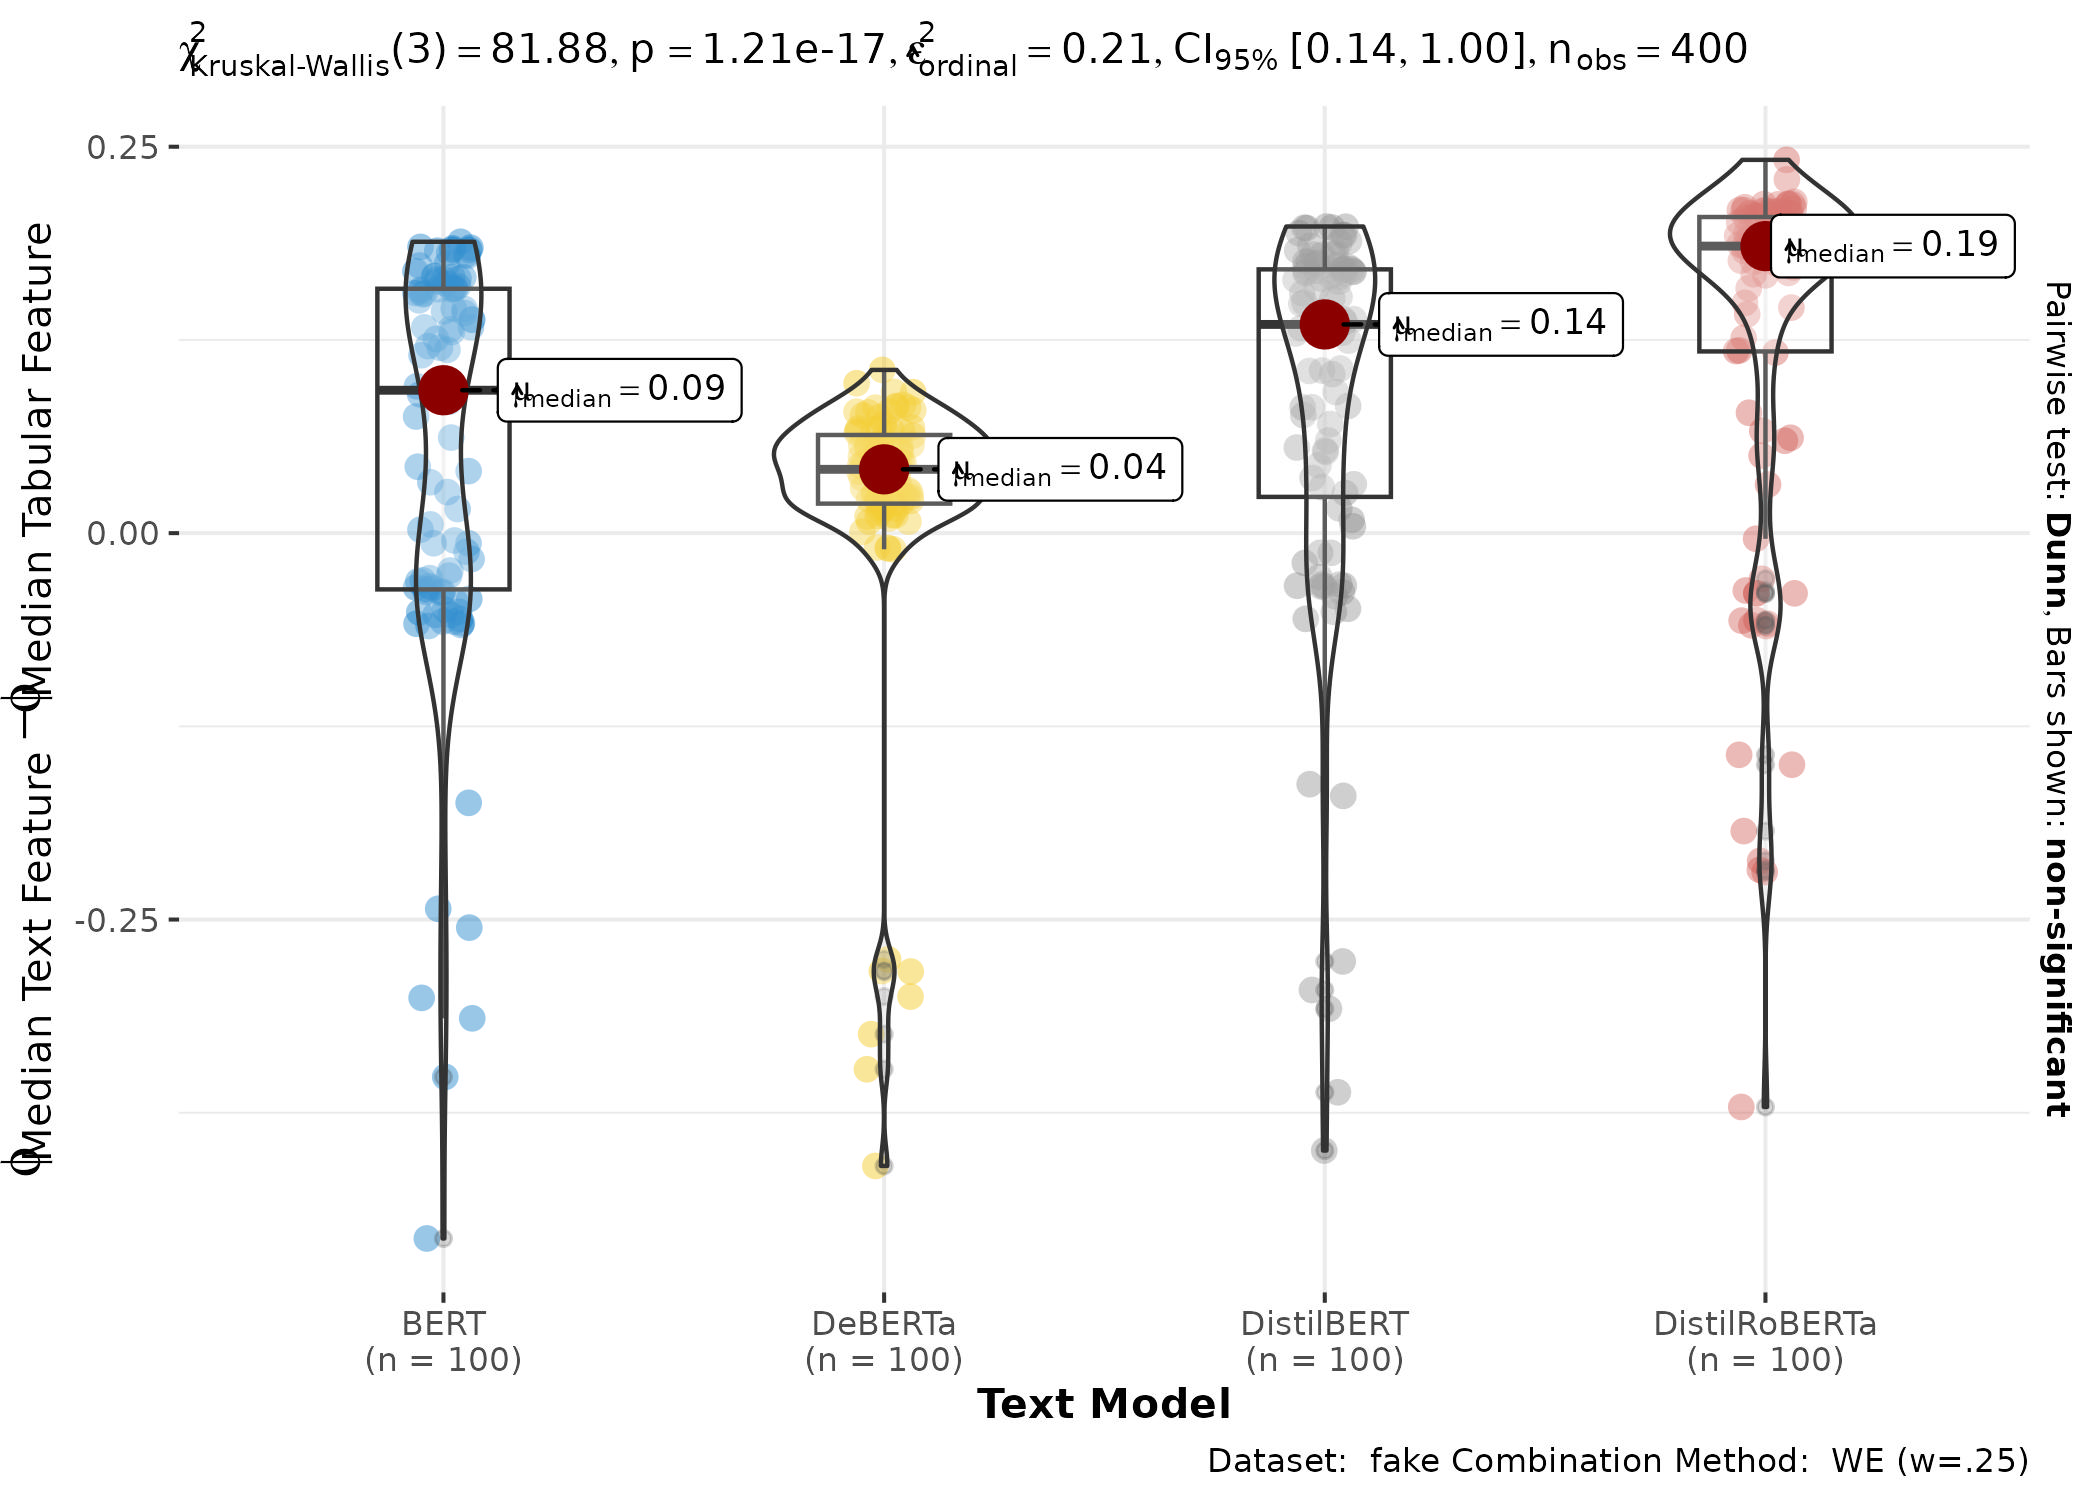 χ²Kruskal-Wallis(3) = 81.88, p = 1.21e-17, ε̂²ordinal = 0.21, CI95% [0.14, 1.00], nobs = 400
ϕMedian Text Feature − ϕMedian Tabular Feature
0.25
0.00
-0.25
μ̂median = 0.09
μ̂median = 0.04
μ̂median = 0.14
μ̂median = 0.19
Pairwise test: Dunn, Bars shown: non-significant
BERT
(n = 100)
DeBERTa
(n = 100)
DistilBERT
(n = 100)
DistilRoBERTa
(n = 100)
Text Model
Dataset:  fake Combination Method:  WE (w=.25)